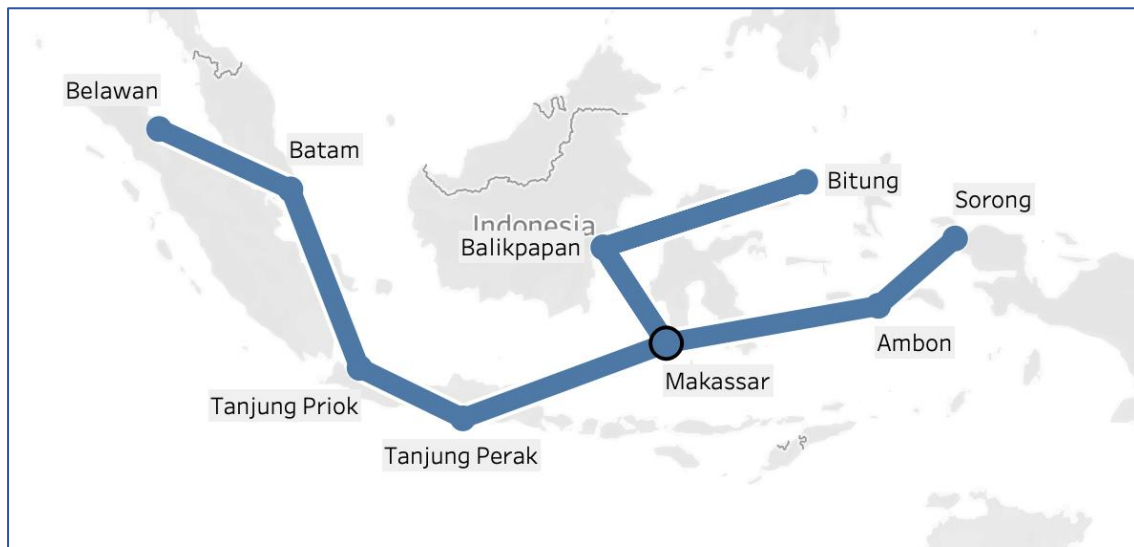 Belawan
Batam
Bitung
Sorong
Indonesia
Balikpapan
Ambon
Makassar
Tanjung Priok
Tanjung Perak